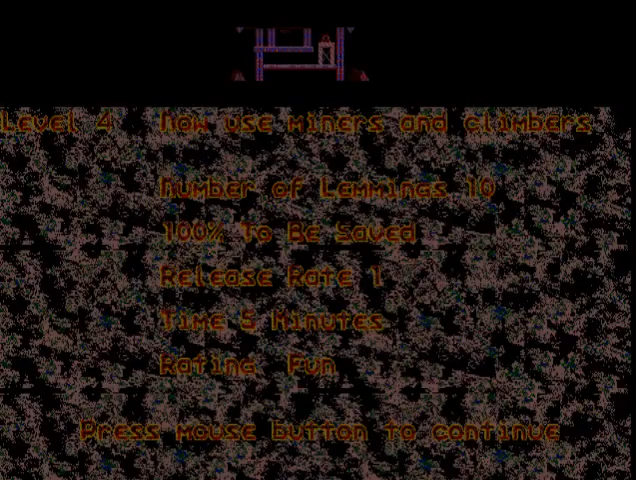 Level 4 Now use miners and climbers
Number of Lemmings 10
100% To Be Saved
Release Rate 1
Time 5 Minutes
Rating Fun
Press mouse button to continue